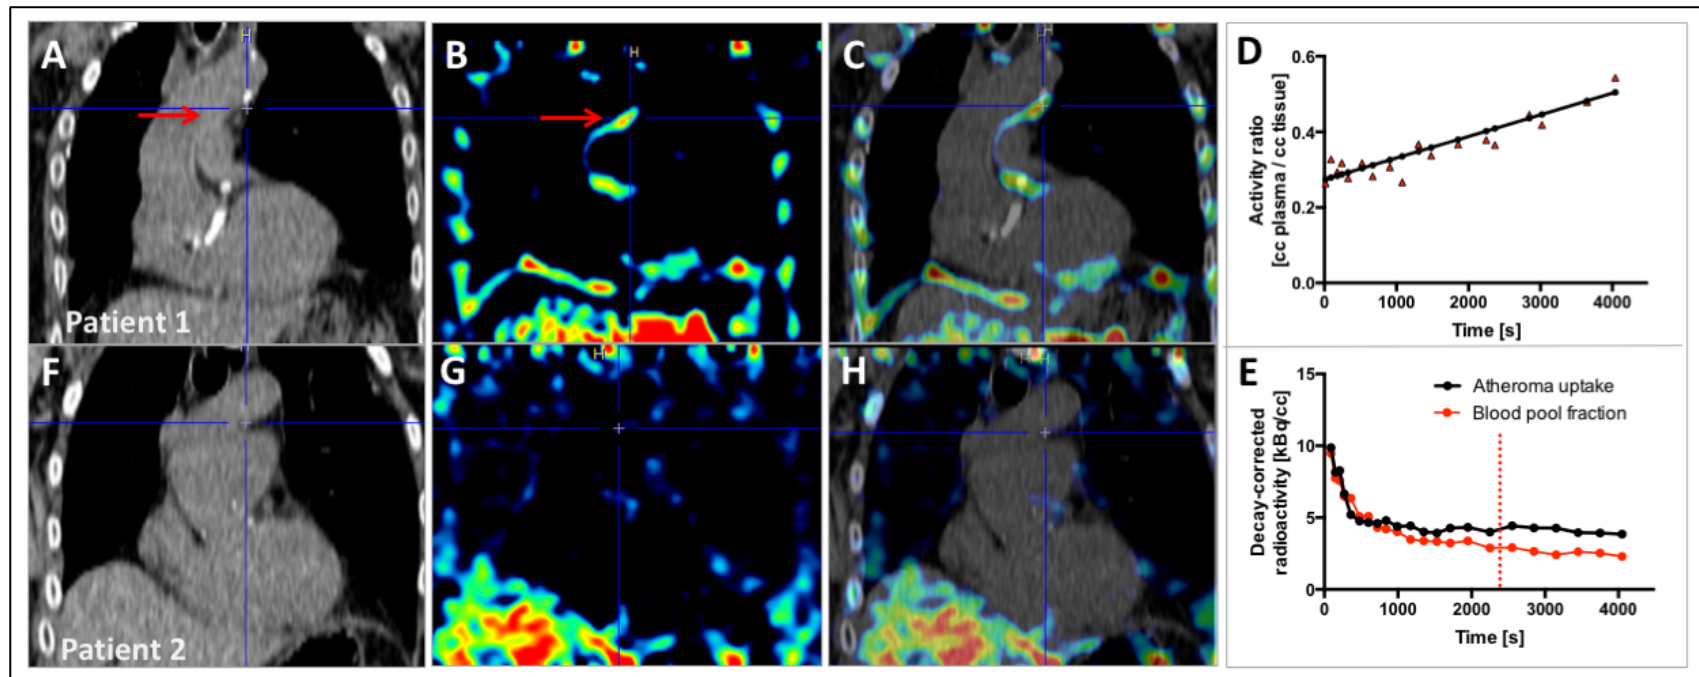 A
H
Patient 1
B
H
C
H
H
D
Activity ratio
[cc plasma / cc tissue]
0.6
0.4
0.2
0.0
0 1000 2000 3000 4000
Time [s]
F
H
Patient 2
G
H
H
H
H
E
Decay-corrected
radioactivity [kBq/cc]
15
10
5
0
Atheroma uptake
Blood pool fraction
0 1000 2000 3000 4000
Time [s]